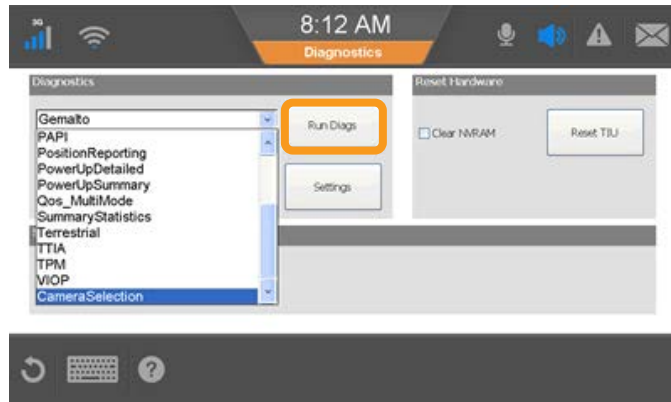 3G
8:12 AM
Diagnostics
Diagnostics
Reset Hardware
Gemalto
Run Diags
Clear NVRAM
Reset TIU
PAPI
PositionReporting
PowerUpDetailed
PowerUpSummary
Settings
Qos_MultiMode
SummaryStatistics
Terrestrial
TTIA
TPM
VIOP
CameraSelection
?